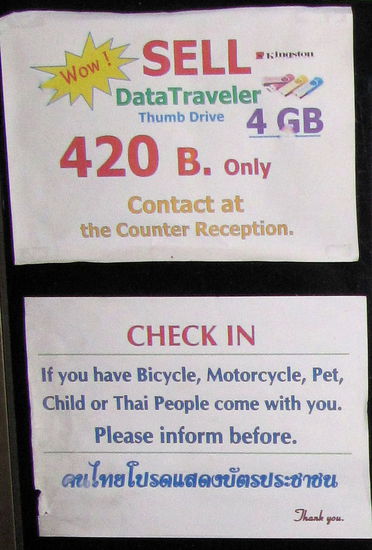 Wow !
SELL
Kingston
DataTraveler
Thumb Drive
4 GB
420 B. Only
Contact at
the Counter Reception.
CHECK IN
If you have Bicycle, Motorcycle, Pet,
Child or Thai People come with you.
Please inform before.
คนไทยโปรดแสดงบัตรประชาชน
Thank you.